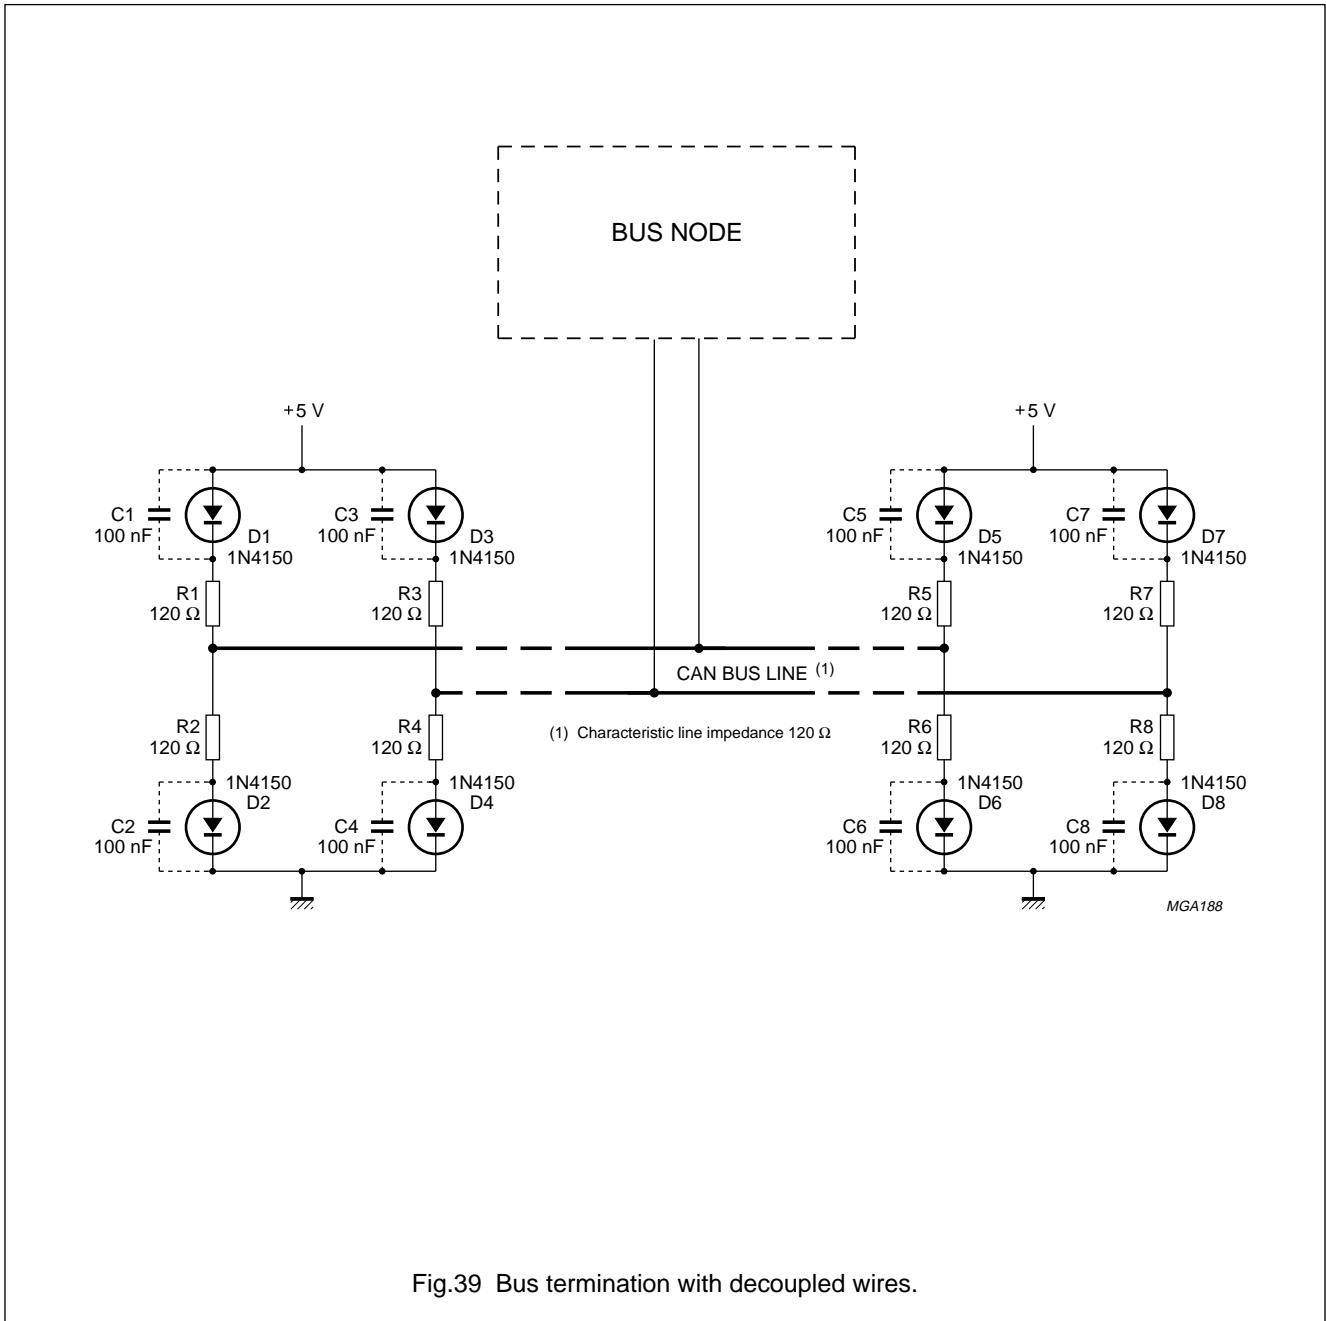 BUS NODE
+5 V
+5 V
C1
100 nF
D1
1N4150
C3
100 nF
D3
1N4150
C5
100 nF
D5
1N4150
C7
100 nF
D7
1N4150
R1
120 Ω
R3
120 Ω
R5
120 Ω
R7
120 Ω
CAN BUS LINE (1)
R2
120 Ω
R4
120 Ω
(1) Characteristic line impedance 120 Ω
R6
120 Ω
R8
120 Ω
1N4150
D2
C2
100 nF
1N4150
D4
C4
100 nF
1N4150
D6
C6
100 nF
1N4150
D8
C8
100 nF
MGA188
Fig.39 Bus termination with decoupled wires.